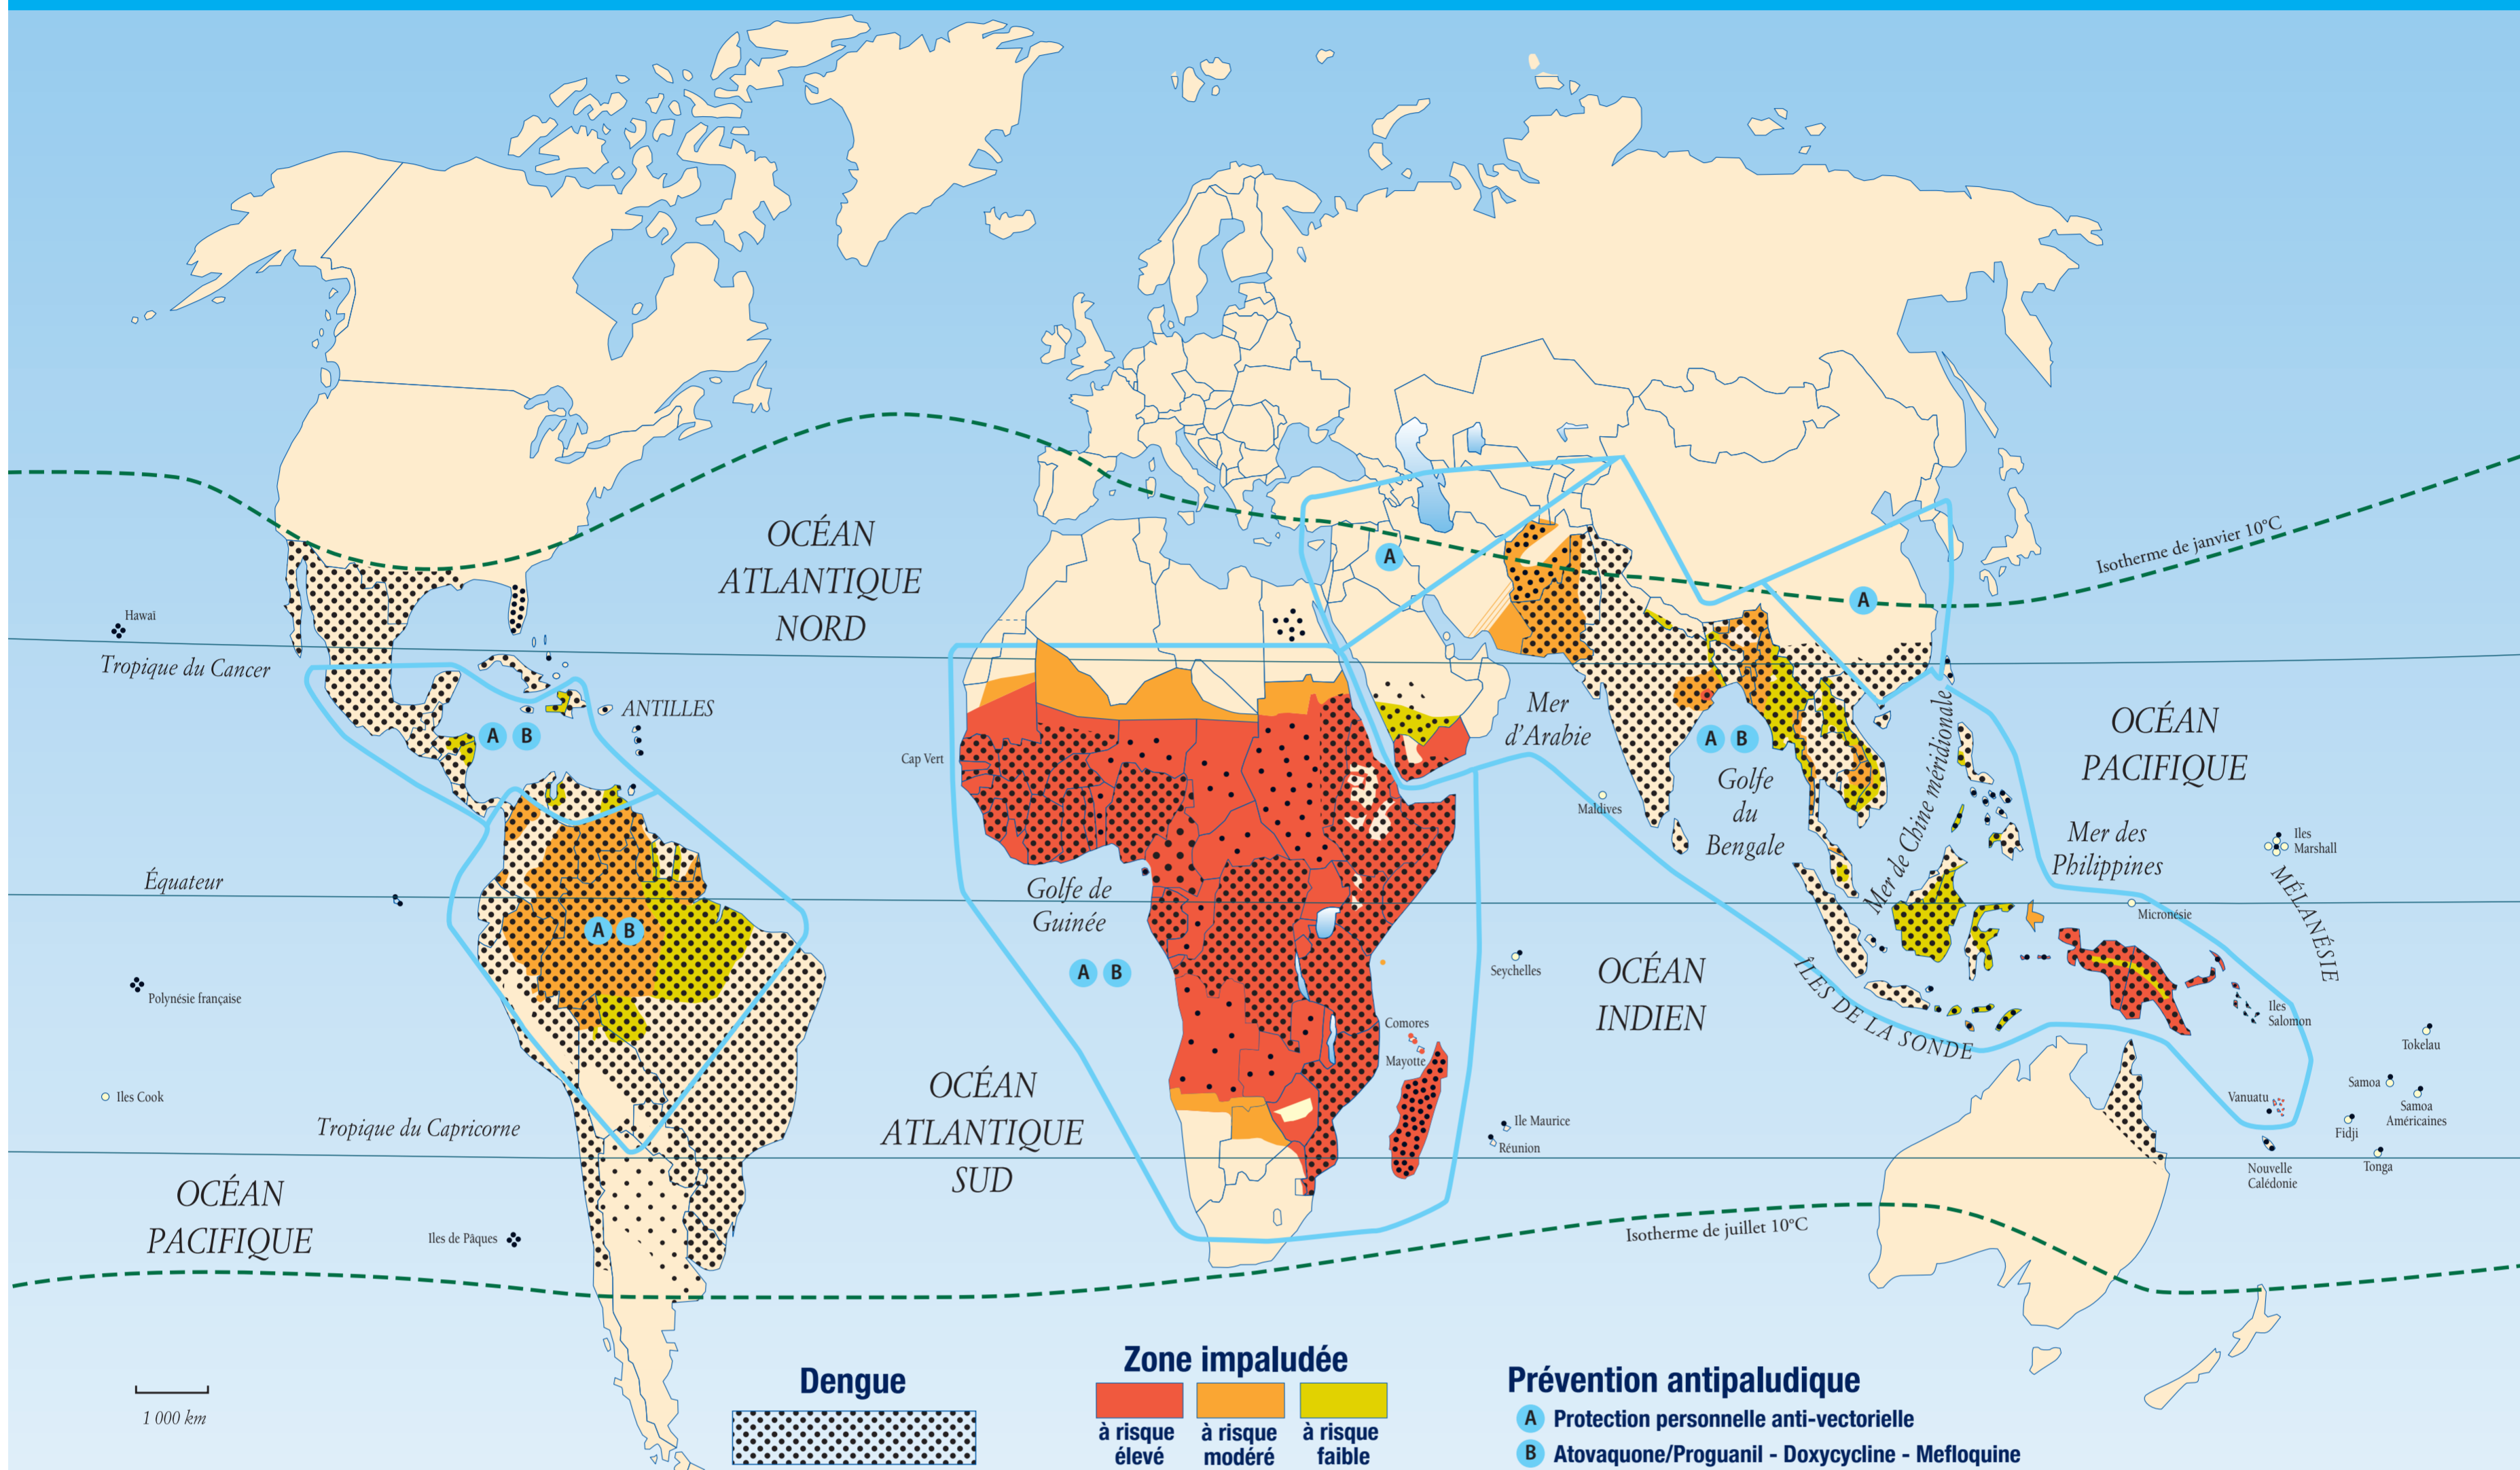 Isotherme de janvier 10°C
OCÉAN
ATLANTIQUE
NORD
A
A
Hawaï
Tropique du Cancer
ANTILLES
A B
Mer
d'Arabie
A B
Golfe
du
Bengale
Mer de Chine méridionale
OCÉAN
PACIFIQUE
Cap Vert
Maldives
Mer des
Philippines
Iles
Marshall
MÉLANÉSIE
Équateur
Golfe de
Guinée
Micronésie
A B
A B
Seychelles
OCÉAN
INDIEN
ÎLES DE LA SONDE
Polynésie française
Iles
Salomon
Comores
Mayotte
Tokelau
Iles Cook
OCÉAN
ATLANTIQUE
SUD
Samoa
Samoa
Américaines
Vanuatu
Fidji
Tropique du Capricorne
Ile Maurice
Réunion
Tonga
Nouvelle
Calédonie
OCÉAN
PACIFIQUE
Iles de Pâques
Isotherme de juillet 10°C
1 000 km
Dengue
Zone impaludée
à risque
élevé
à risque
modéré
à risque
faible
Prévention antipaludique
A Protection personnelle anti-vectorielle
B Atovaquone/Proguanil - Doxycycline - Mefloquine